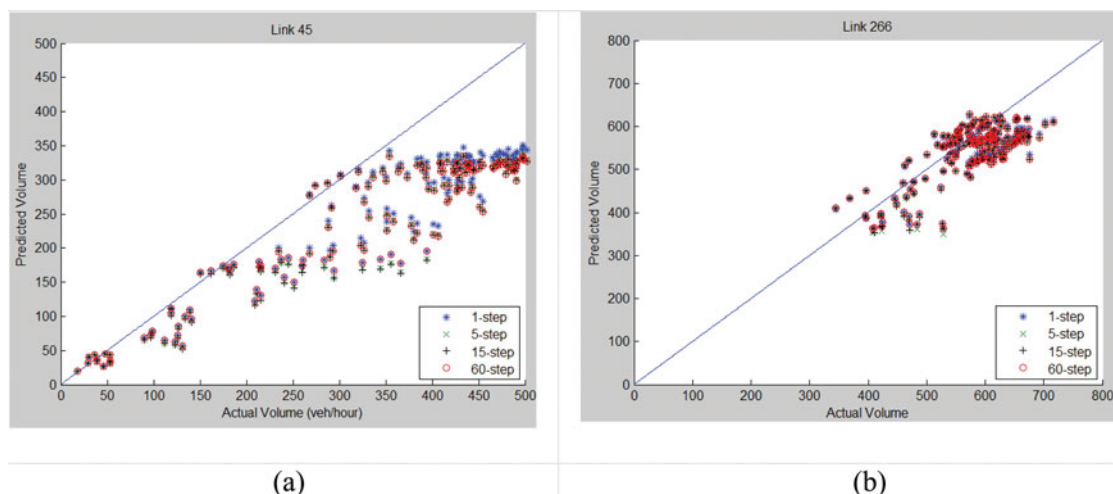 Link 45
500
450
400
350
300
250
200
150
100
50
0
Predicted Volume
0 50 100 150 200 250 300 350 400 450 500
Actual Volume (veh/hour)
1-step
5-step
15-step
60-step
(a)
Link 266
800
700
600
500
400
300
200
100
0
Predicted Volume
0 100 200 300 400 500 600 700 800
Actual Volume
1-step
5-step
15-step
60-step
(b)